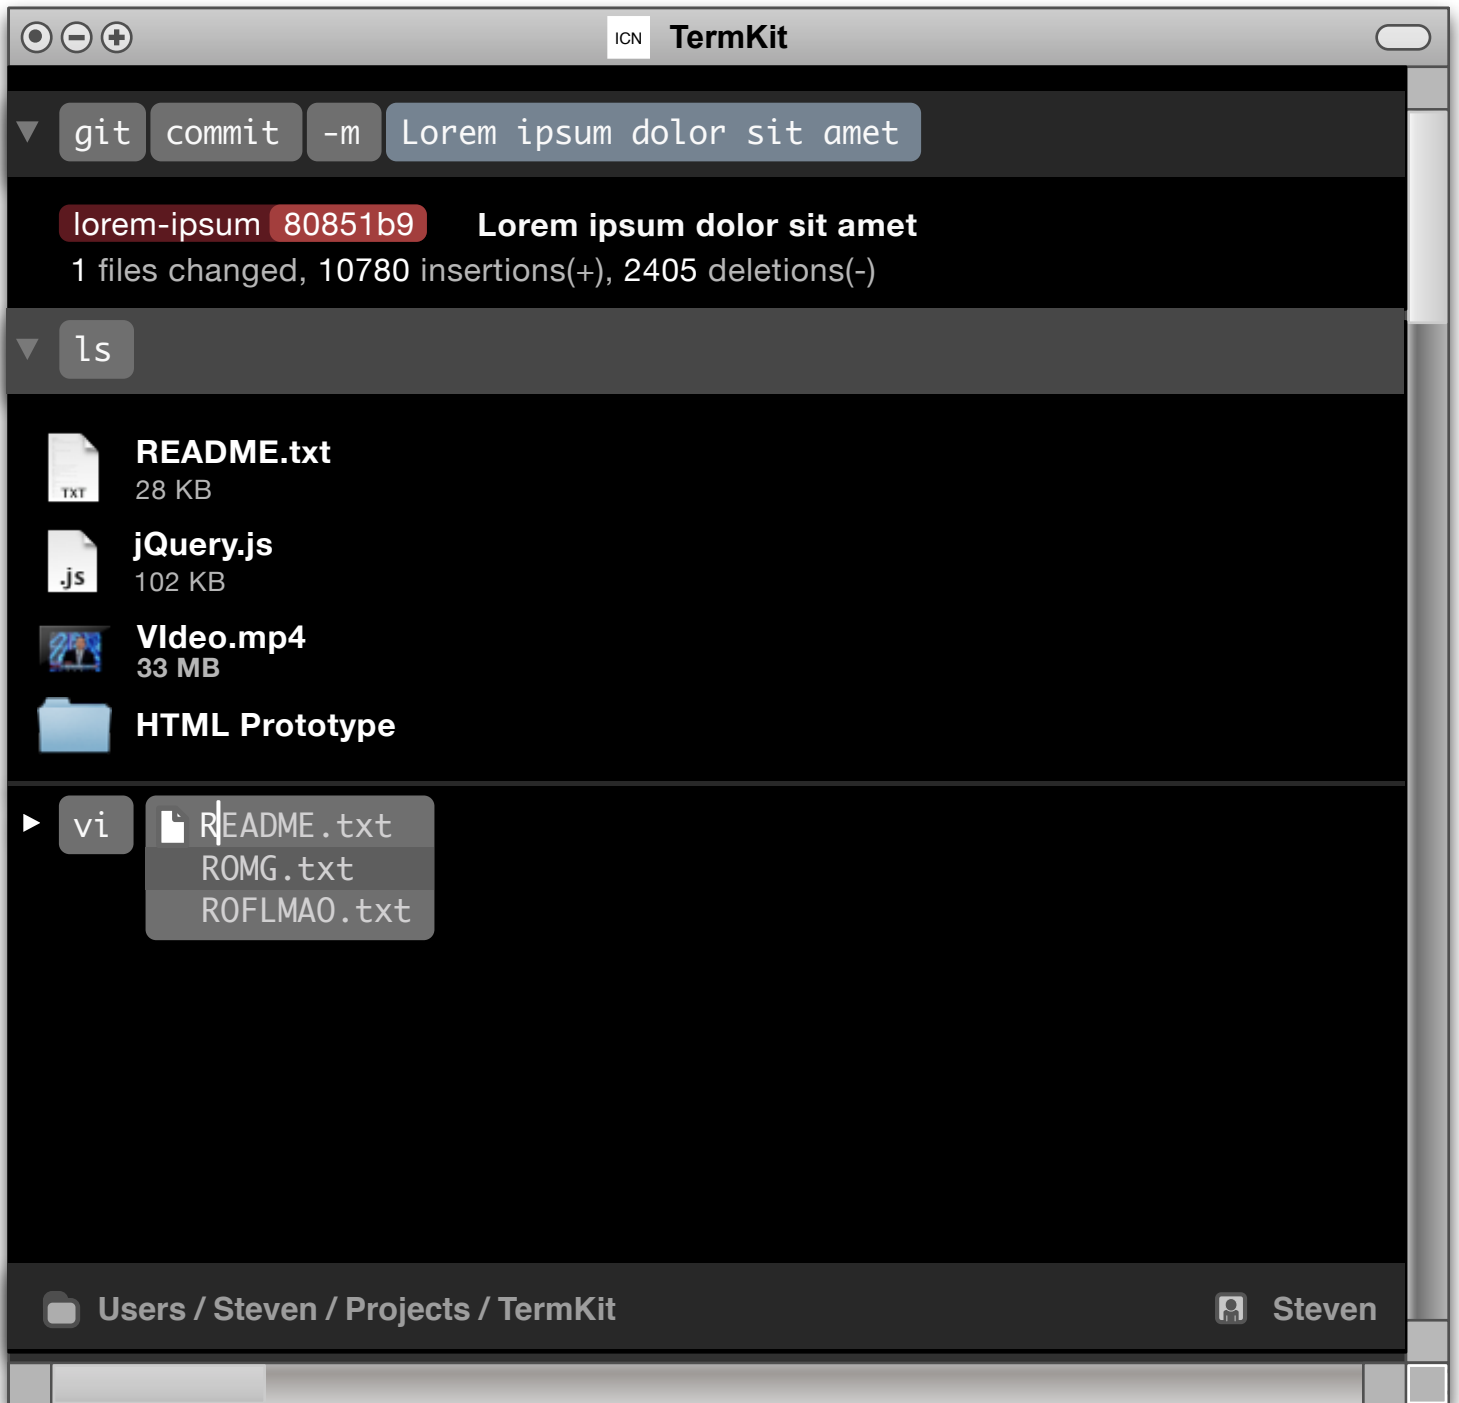 ICN TermKit
git commit -m Lorem ipsum dolor sit amet
lorem-ipsum 80851b9 Lorem ipsum dolor sit amet
1 files changed, 10780 insertions(+), 2405 deletions(-)
ls
README.txt
TXT
28 KB
jQuery.js
.js
102 KB
VIdeo.mp4
33 MB
HTML Prototype
vi README.txt
ROMG.txt
ROFLMAO.txt
Users / Steven / Projects / TermKit Steven